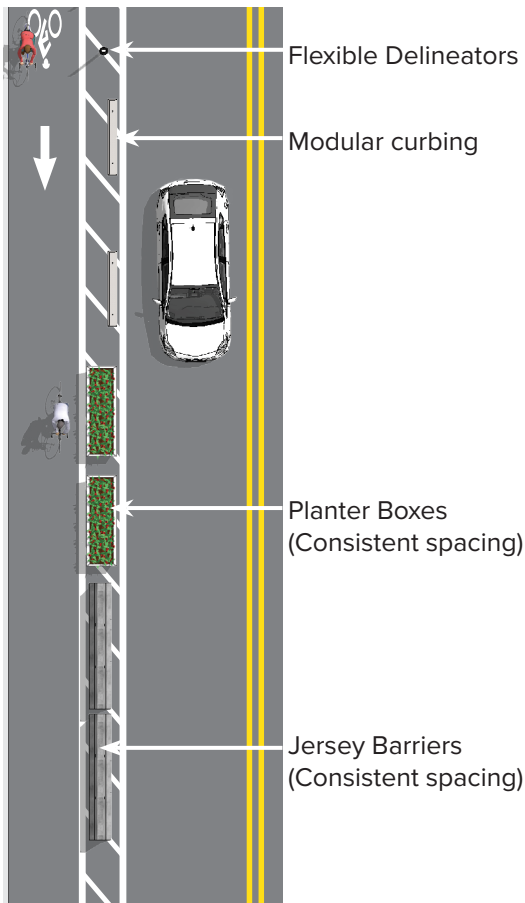 Flexible Delineators
Modular curbing
Planter Boxes
(Consistent spacing)
Jersey Barriers
(Consistent spacing)